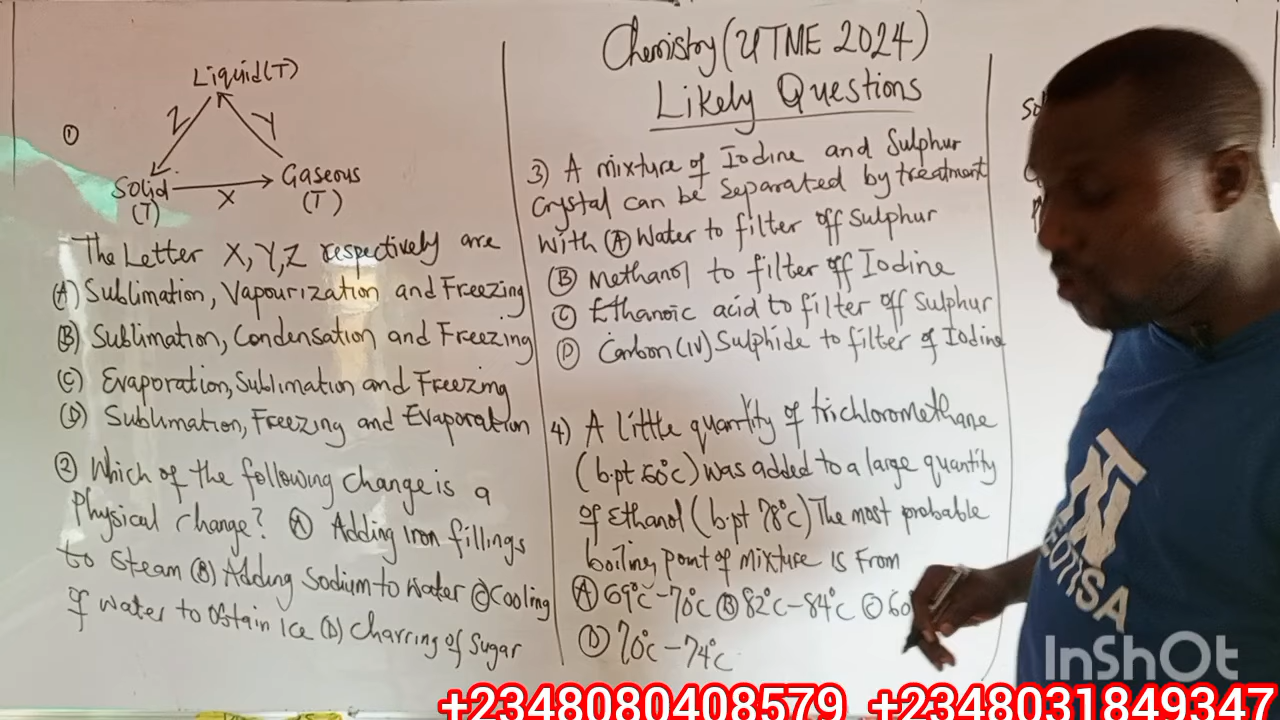 Chemistry (UTME 2024)
Likely Questions
①
Liquid(T)
Z
Y
Solid
(T)
X
Gaseous
(T)
The Letter X, Y, Z respectively are
(A) Sublimation, Vapourization and Freezing
(B) Sublimation, Condensation and Freezing
(C) Evaporation, Sublimation and Freezing
(D) Sublimation, Freezing and Evaporation
② Which of the following change is a
Physical change? (A) Adding Iron fillings
to steam (B) Adding Sodium to water (C) Cooling
of water to obtain ice (D) Charring of Sugar
3) A mixture of Iodine and Sulphur
Crystal can be separated by treatment
with (A) Water to filter off Sulphur
(B) Methanol to filter off Iodine
(C) Ethanoic acid to filter off Sulphur
(D) Carbon(IV) Sulphide to filter of Iodine
4) A little quantity of trichloromethane
(b.pt 60°C) was added to a large quantity
of Ethanol (b.pt 78°C) The most probable
boiling point of mixture is From
(A) 69°C - 70°C (B) 82°C - 84°C (C) 60
(D) 70°C - 74°C
NEOTISA
InShOt
+2348080408579 +2348031849347